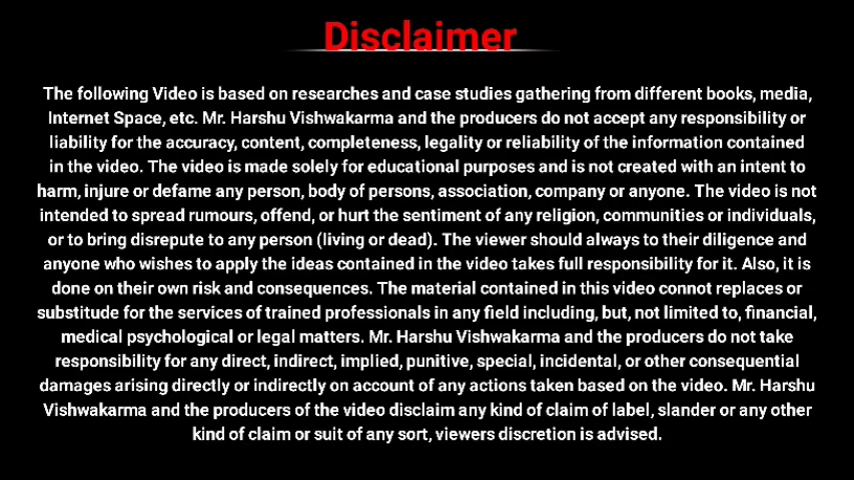 Disclaimer
The following Video is based on researches and case studies gathering from different books, media,
Internet Space, etc. Mr. Harshu Vishwakarma and the producers do not accept any responsibility or
liability for the accuracy, content, completeness, legality or reliability of the information contained
in the video. The video is made solely for educational purposes and is not created with an intent to
harm, injure or defame any person, body of persons, association, company or anyone. The video is not
intended to spread rumours, offend, or hurt the sentiment of any religion, communities or individuals,
or to bring disrepute to any person (living or dead). The viewer should always to their diligence and
anyone who wishes to apply the ideas contained in the video takes full responsibility for it. Also, it is
done on their own risk and consequences. The material contained in this video connot replaces or
substitude for the services of trained professionals in any field including, but, not limited to, financial,
medical psychological or legal matters. Mr. Harshu Vishwakarma and the producers do not take
responsibility for any direct, indirect, implied, punitive, special, incidental, or other consequential
damages arising directly or indirectly on account of any actions taken based on the video. Mr. Harshu
Vishwakarma and the producers of the video disclaim any kind of claim of label, slander or any other
kind of claim or suit of any sort, viewers discretion is advised.